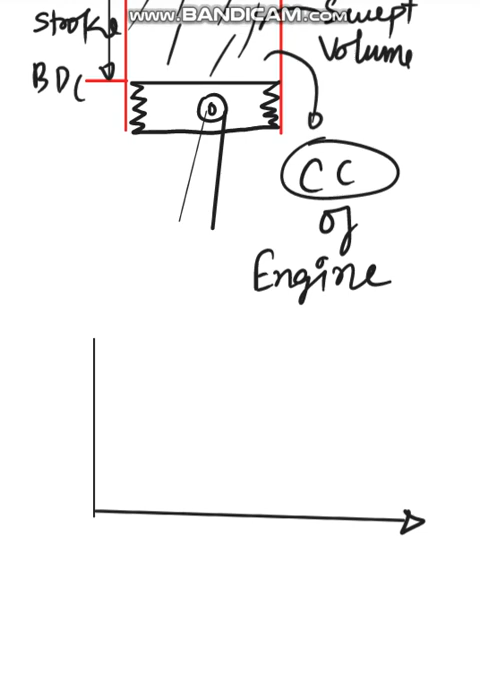 www.BANDICAM.com
Stroke
Swept
Volume
BDC
CC
of
Engine